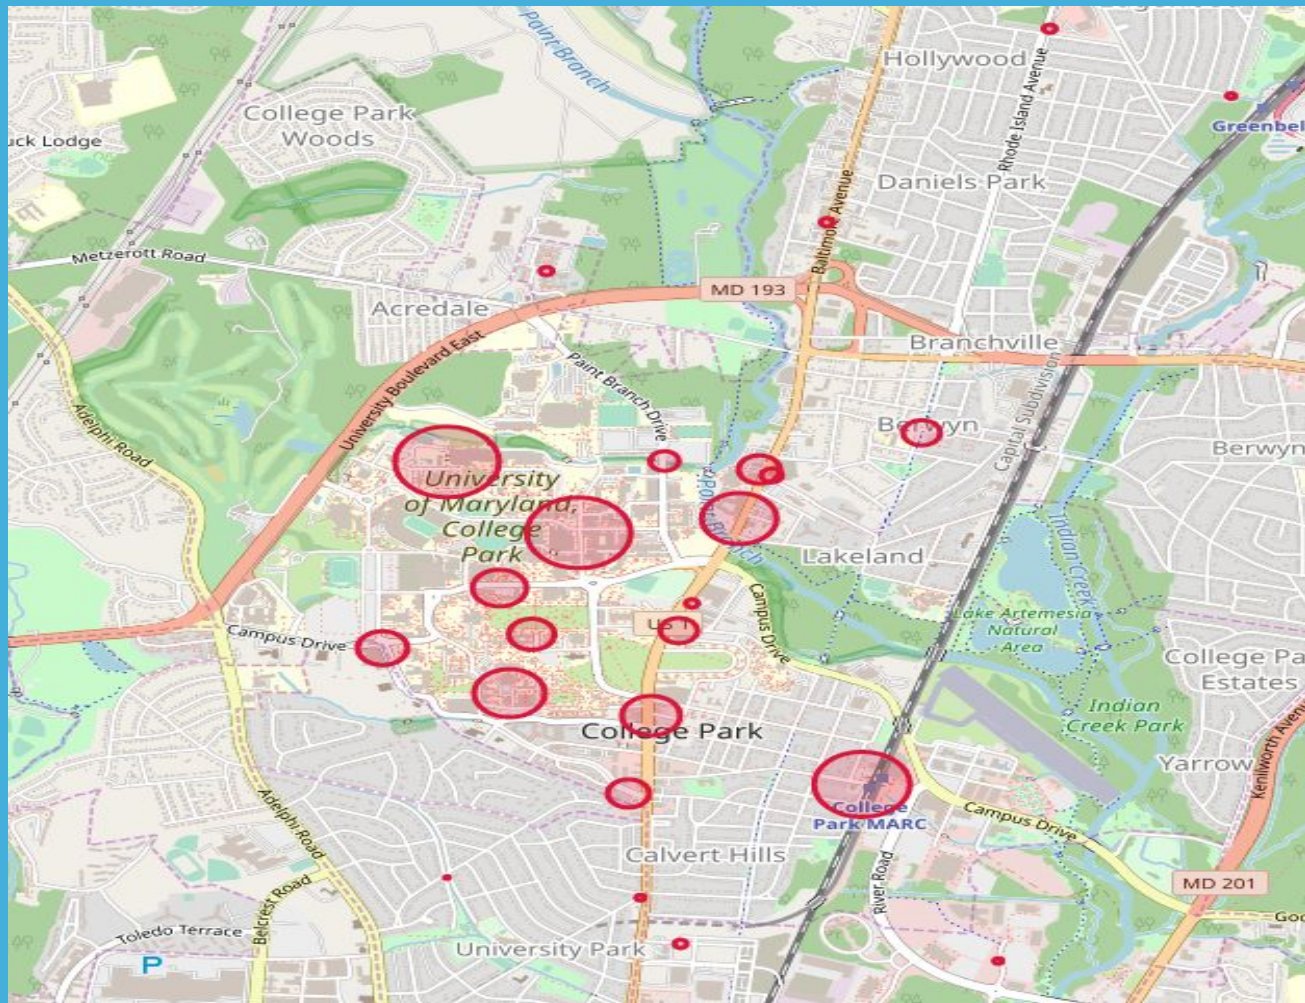 Paint Branch
Hollywood
College Park
Woods
uck Lodge
Rhode Island Avenue
Greenbel
Daniels Park
Baltimore Avenue
Metzerott Road
MD 193
Acredale
Branchville
University Boulevard East
Paint Branch Drive
Capital Subdivision
Adelphi Road
Berwyn
Berwyn
University
of Maryland,
College
Park
Indian Creek
Lakeland
Lake Artemesia
Natural
Area
Campus Drive
US 1
Campus Drive
College Pa
Estates
Indian
Creek Park
College Park
Yarrow
Kenilworth Avenu
College
Park MARC
Campus Drive
Adelphi Road
Calvert Hills
River Road
MD 201
Belcrest Road
Toledo Terrace
University Park
Goo
P